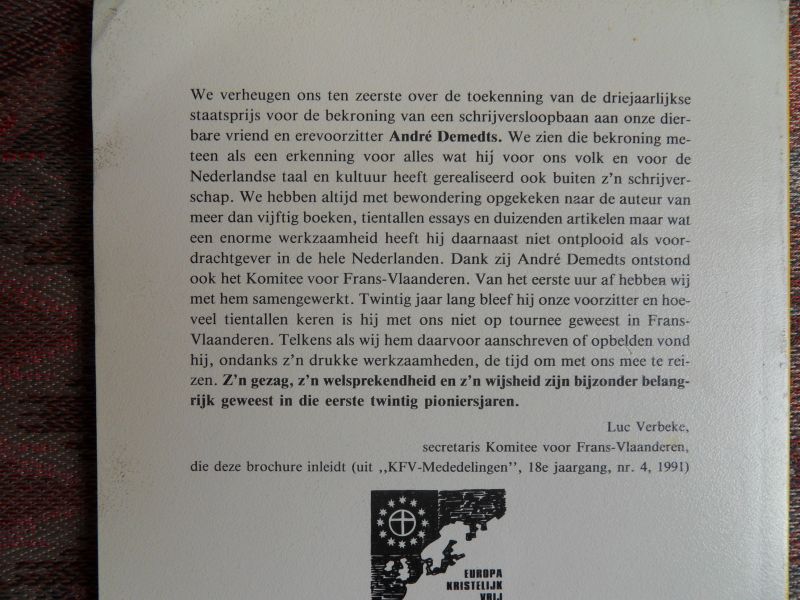 We verheugen ons ten zeerste over de toekenning van de driejaarlijkse
staatsprijs voor de bekroning van een schrijversloopbaan aan onze dier-
bare vriend en erevoorzitter André Demedts. We zien die bekroning me-
teen als een erkenning voor alles wat hij voor ons volk en voor de
Nederlandse taal en kultuur heeft gerealiseerd ook buiten z'n schrijver-
schap. We hebben altijd met bewondering opgekeken naar de auteur van
meer dan vijftig boeken, tientallen essays en duizenden artikelen maar wat
een enorme werkzaamheid heeft hij daarnaast niet ontplooid als voor-
drachtgever in de hele Nederlanden. Dank zij André Demedts ontstond
ook het Komitee voor Frans-Vlaanderen. Van het eerste uur af hebben wij
met hem samengewerkt. Twintig jaar lang bleef hij onze voorzitter en hoe-
veel tientallen keren is hij met ons niet op tournee geweest in Frans-
Vlaanderen. Telkens als wij hem daarvoor aanschreven of opbelden vond
hij, ondanks z'n drukke werkzaamheden, de tijd om met ons mee te rei-
zen. Z'n gezag, z'n welsprekendheid en z'n wijsheid zijn bijzonder belang-
rijk geweest in die eerste twintig pioniersjaren.
Luc Verbeke,
secretaris Komitee voor Frans-Vlaanderen,
die deze brochure inleidt (uit ,,KFV-Mededelingen", 18e jaargang, nr. 4, 1991)
EUROPA
KRISTELIJK
VRIJ